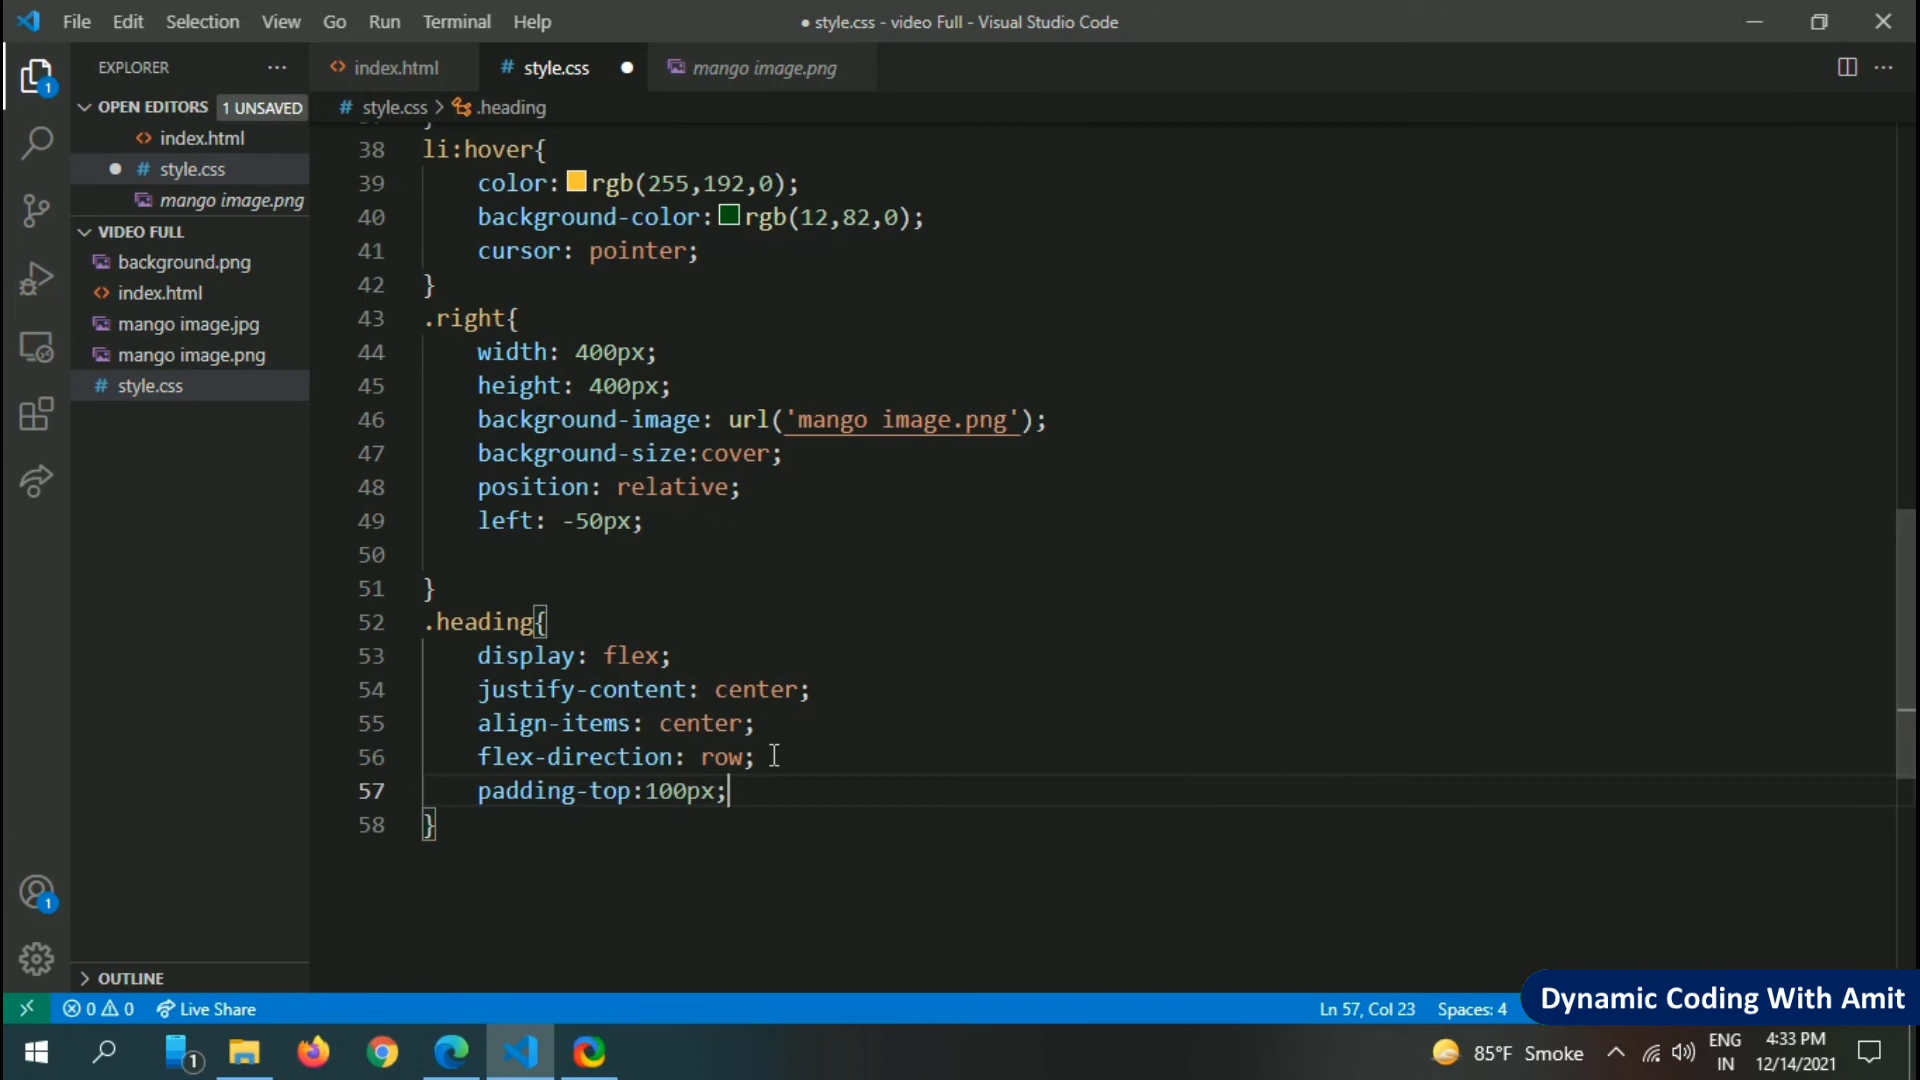 File Edit Selection View Go Run Terminal Help
● style.css - video Full - Visual Studio Code
EXPLORER
index.html
# style.css
mango image.png
1
OPEN EDITORS 1 UNSAVED
# style.css > .heading
index.html
# style.css
mango image.png
VIDEO FULL
background.png
index.html
mango image.jpg
mango image.png
# style.css
38 li:hover{
39 color: rgb(255,192,0);
40 background-color: rgb(12,82,0);
41 cursor: pointer;
42 }
43 .right{
44 width: 400px;
45 height: 400px;
46 background-image: url('mango image.png');
47 background-size:cover;
48 position: relative;
49 left: -50px;
50
51 }
52 .heading{
53 display: flex;
54 justify-content: center;
55 align-items: center;
56 flex-direction: row;
57 padding-top:100px;
58 }
1
OUTLINE
0 0 Live Share
Ln 57, Col 23 Spaces: 4
Dynamic Coding With Amit
1
85°F Smoke
ENG
IN
4:33 PM
12/14/2021